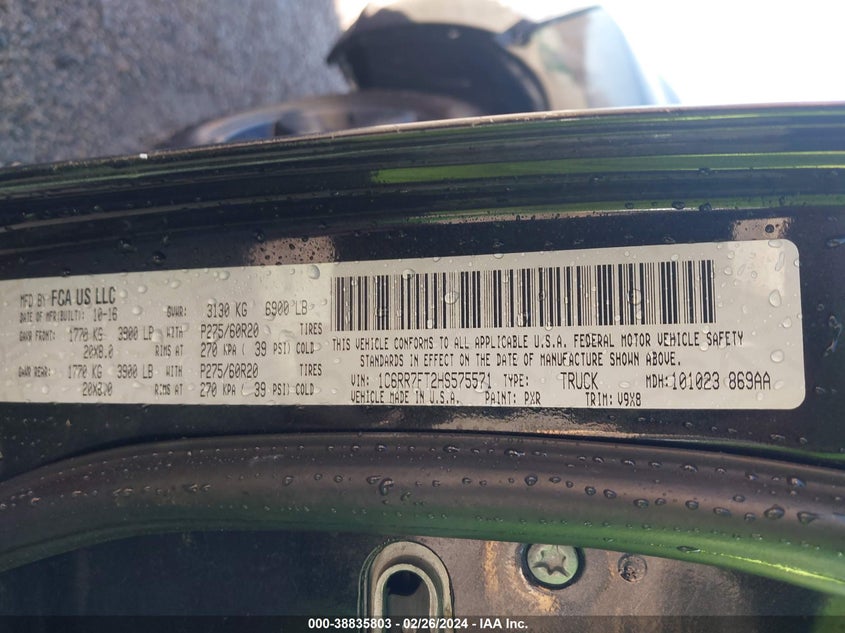 MFD BY FCA US LLC
DATE OF MFR(BUILT): 10-16 GVWR: 3130 KG 6900 LB
GAWR FRONT: 1770 KG 3900 LB WITH P275/60R20 TIRES
20X8.0 RIMS AT 270 KPA ( 39 PSI) COLD
GAWR REAR: 1770 KG 3900 LB WITH P275/60R20 TIRES
20X8.0 RIMS AT 270 KPA ( 39 PSI) COLD
THIS VEHICLE CONFORMS TO ALL APPLICABLE U.S.A. FEDERAL MOTOR VEHICLE SAFETY
STANDARDS IN EFFECT ON THE DATE OF MANUFACTURE SHOWN ABOVE.
VIN: 1C6RR7FT2HS575571 TYPE: TRUCK MDH: 101023 869AA
VEHICLE MADE IN U.S.A. PAINT: PXR TRIM: V9X8
000-38835803 - 02/26/2024 - IAA Inc.